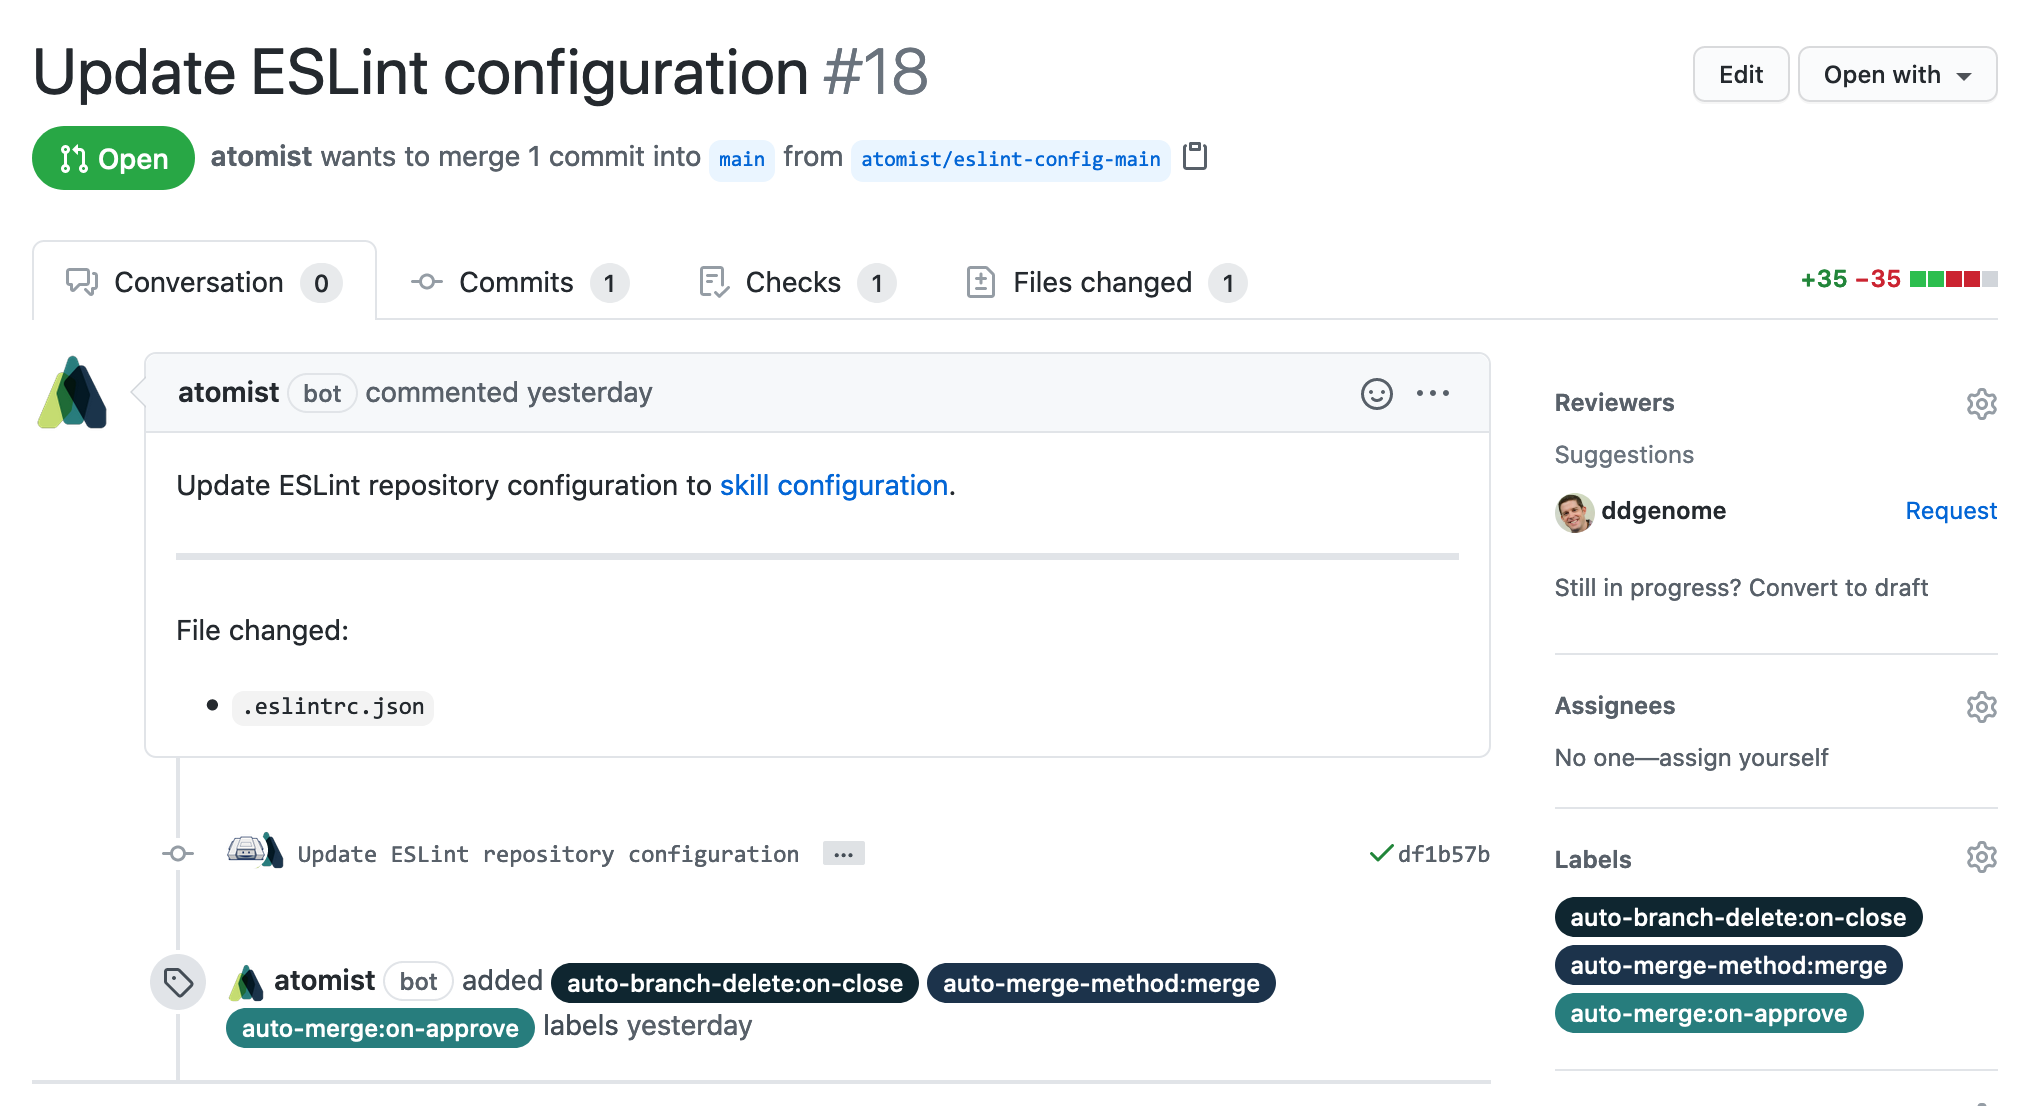 Update ESLint configuration #18
Edit
Open with
Open
atomist wants to merge 1 commit into main from atomist/eslint-config-main
Conversation 0
Commits 1
Checks 1
Files changed 1
+35 −35
atomist bot commented yesterday
Update ESLint repository configuration to skill configuration.
File changed:
• .eslintrc.json
Update ESLint repository configuration ...
df1b57b
atomist bot added auto-branch-delete:on-close auto-merge-method:merge
auto-merge:on-approve labels yesterday
Reviewers
Suggestions
ddgenome Request
Still in progress? Convert to draft
Assignees
No one—assign yourself
Labels
auto-branch-delete:on-close
auto-merge-method:merge
auto-merge:on-approve